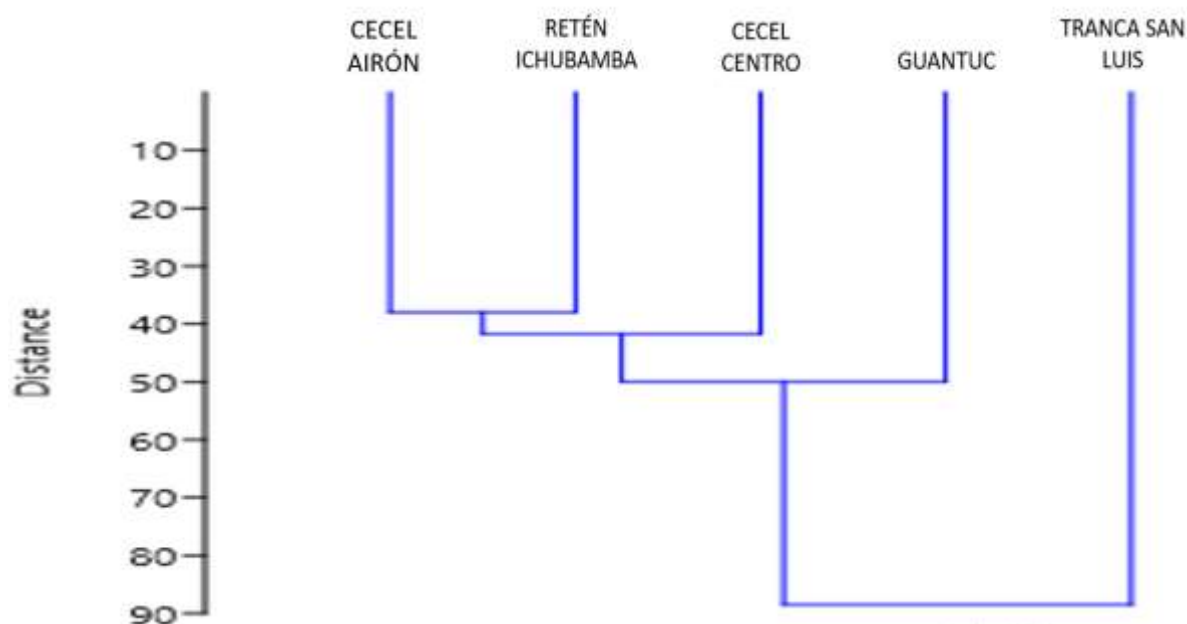 CECEL
AIRÓN
RETÉN
ICHUBAMBA
CECEL
CENTRO
GUANTUC
TRANCA SAN
LUIS
10
20
30
40
50
60
70
80
90
Distance